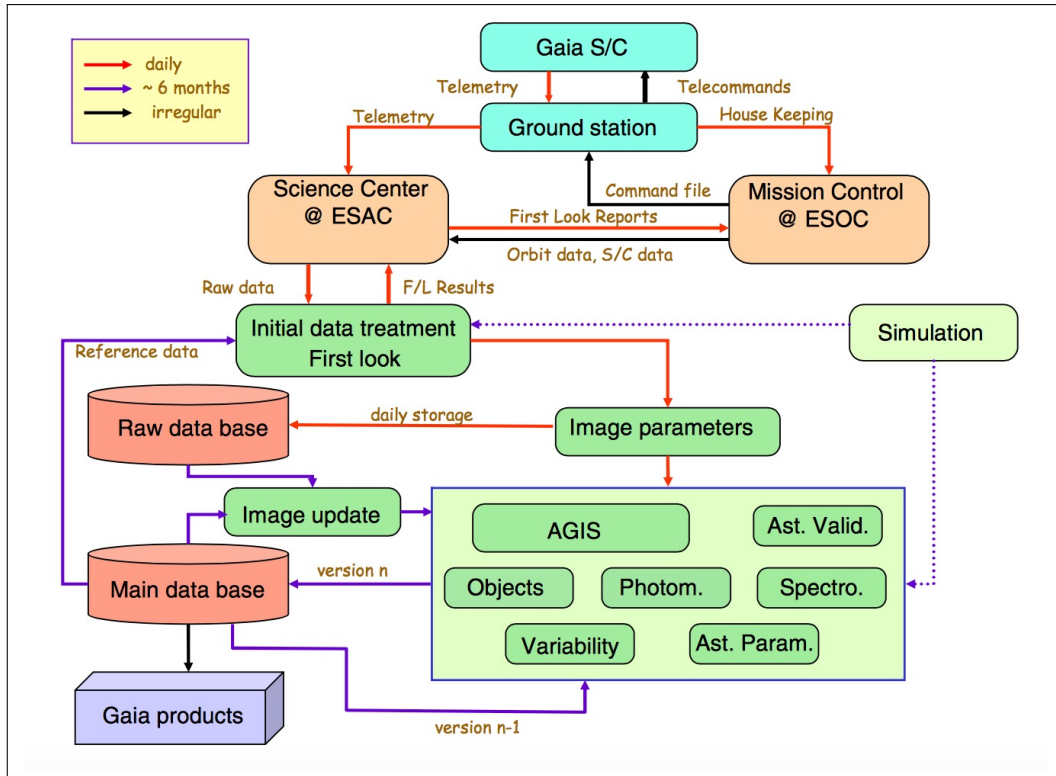 daily
~ 6 months
irregular
Gaia S/C
Telemetry
Telecommands
Telemetry
Ground station
House Keeping
Science Center
@ ESAC
Command file
Mission Control
@ ESOC
First Look Reports
Orbit data, S/C data
Raw data
F/L Results
Initial data treatment
First look
Simulation
Reference data
Raw data base
daily storage
Image parameters
Image update
AGIS
Ast. Valid.
Main data base
version n
Objects
Photom.
Spectro.
Variability
Ast. Param.
Gaia products
version n-1